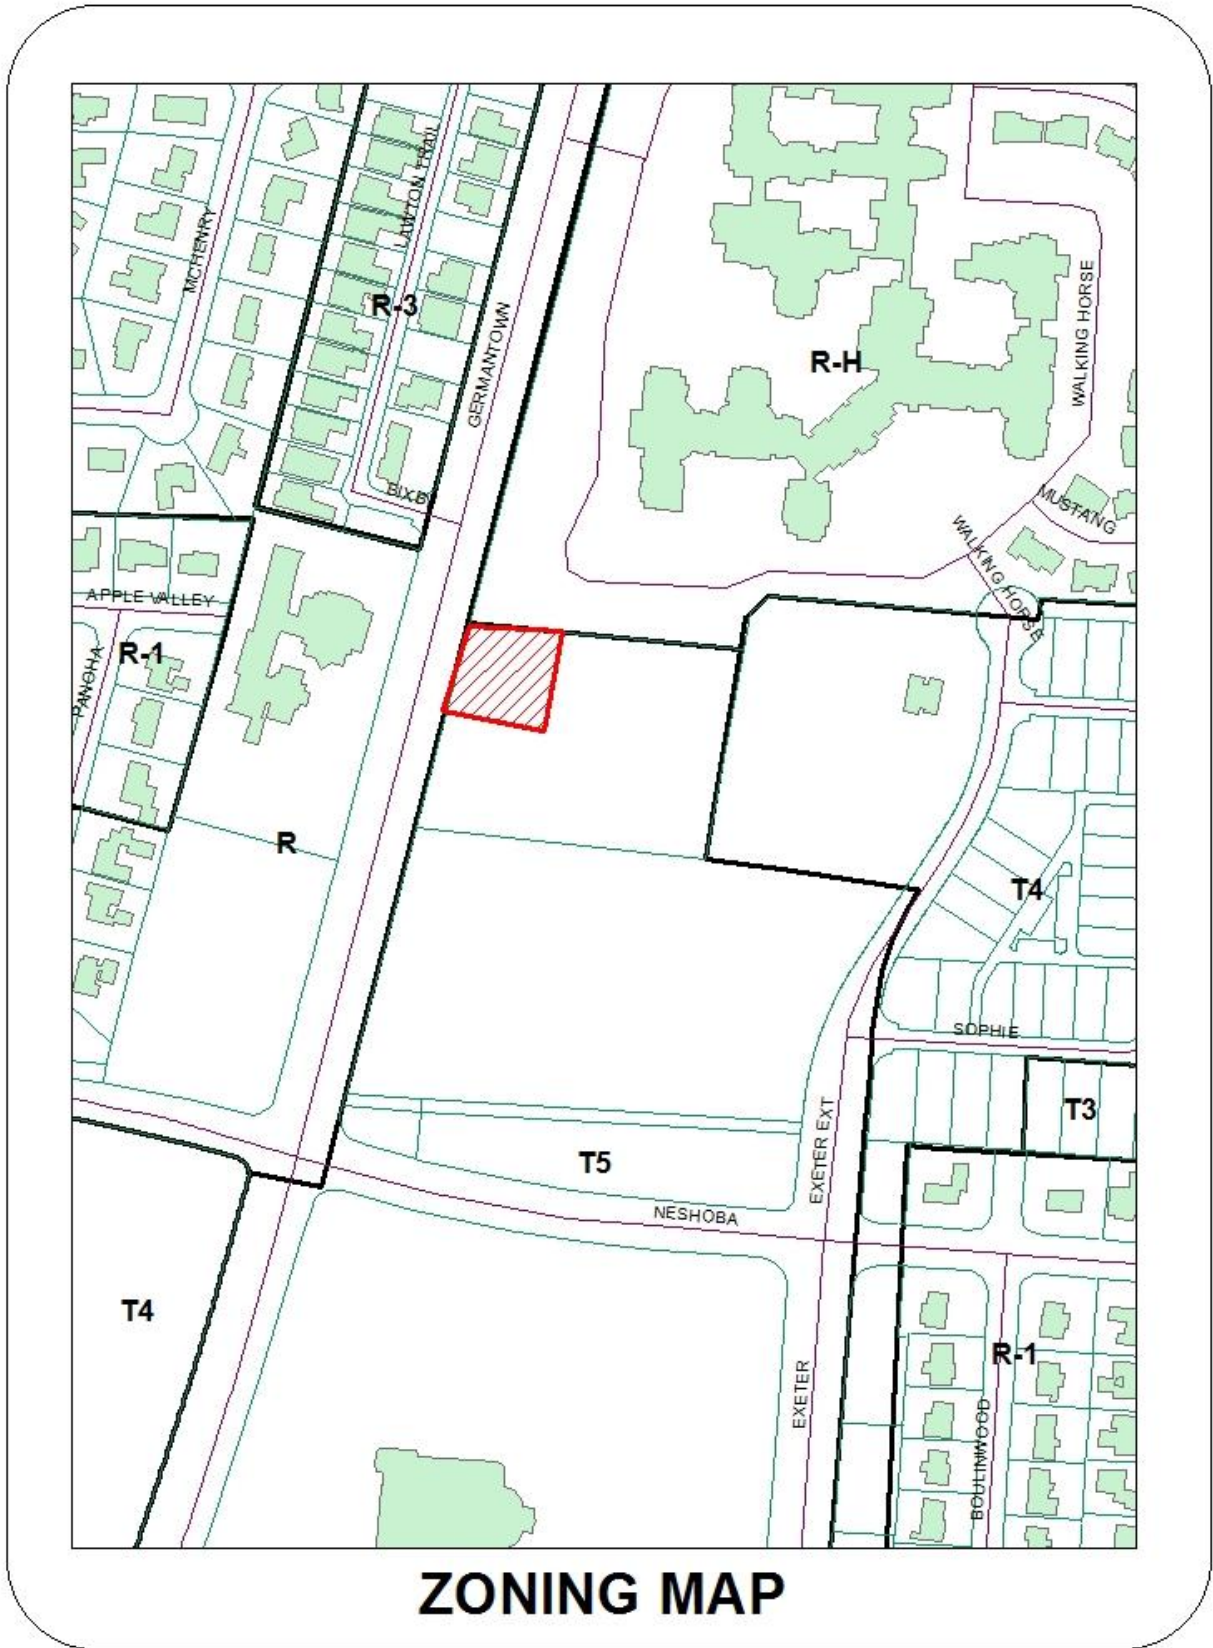 LAWTON TRAIL
MCHENRY
R-3
GERMANTOWN
WALKING HORSE
R-H
BIXBY
MUSTANG
WALKING HORSE
APPLE VALLEY
R-1
PANOHA
R
T4
SOPHIE
T3
EXETER EXT
T5
NESHOBA
T4
R-1
EXETER
BOULINWOOD
ZONING MAP